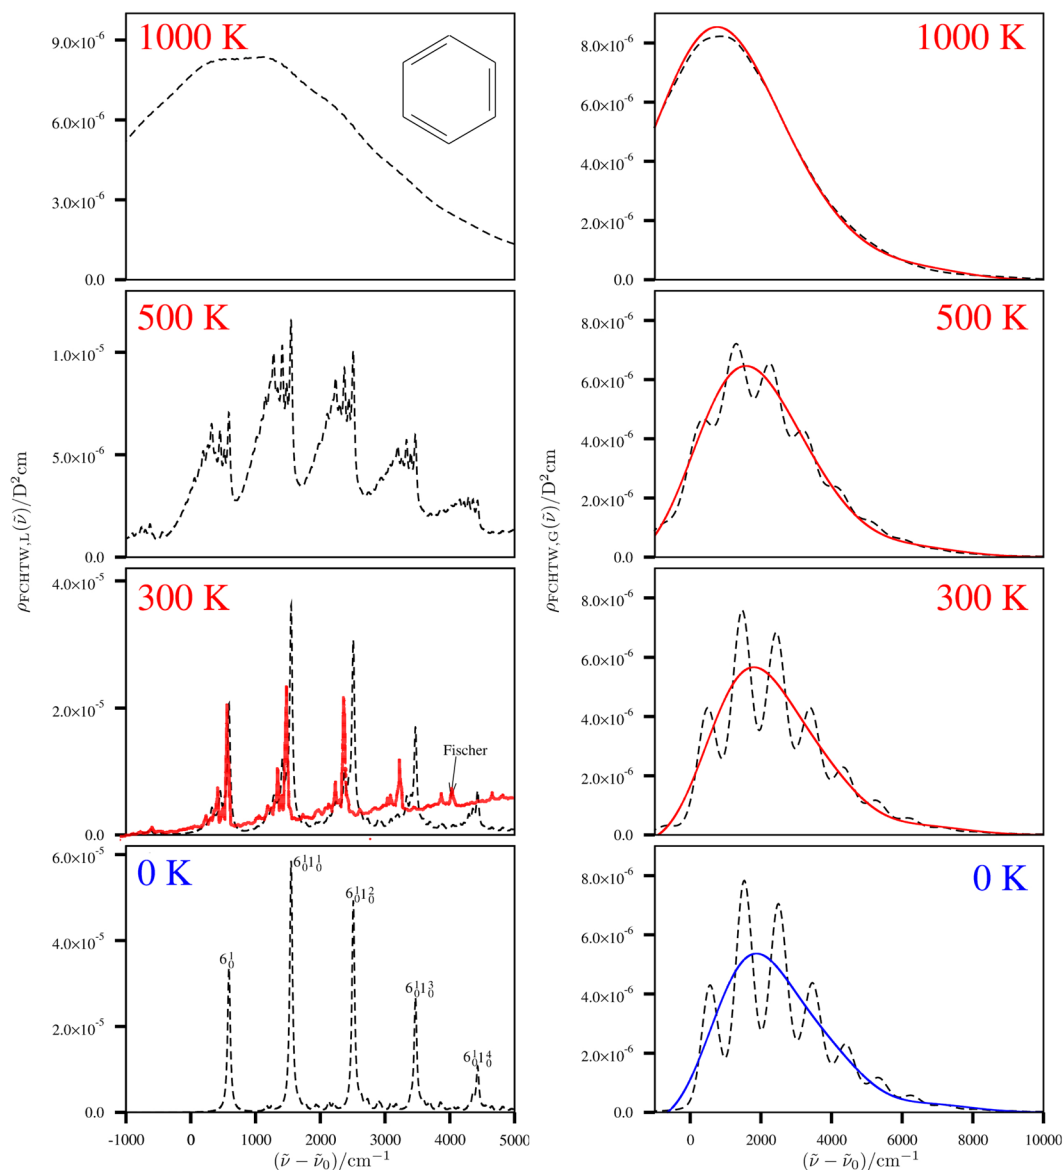 1000 K
9.0×10⁻⁶
6.0×10⁻⁶
3.0×10⁻⁶
0.0
500 K
1.0×10⁻⁵
5.0×10⁻⁶
0.0
300 K
4.0×10⁻⁵
2.0×10⁻⁵
0.0
Fischer
0 K
6.0×10⁻⁵
4.0×10⁻⁵
2.0×10⁻⁵
0.0
6¹₀
6¹₀1¹₀
6¹₀1²₀
6¹₀1³₀
6¹₀1⁴₀
-1000 0 1000 2000 3000 4000 5000
(ν̃ − ν̃₀)/cm⁻¹
ρFCHTW,L(ν̃)/D²cm
1000 K
8.0×10⁻⁶
6.0×10⁻⁶
4.0×10⁻⁶
2.0×10⁻⁶
0.0
500 K
8.0×10⁻⁶
6.0×10⁻⁶
4.0×10⁻⁶
2.0×10⁻⁶
0.0
300 K
8.0×10⁻⁶
6.0×10⁻⁶
4.0×10⁻⁶
2.0×10⁻⁶
0.0
0 K
8.0×10⁻⁶
6.0×10⁻⁶
4.0×10⁻⁶
2.0×10⁻⁶
0.0
0 2000 4000 6000 8000 10000
(ν̃ − ν̃₀)/cm⁻¹
ρFCHTW,G(ν̃)/D²cm